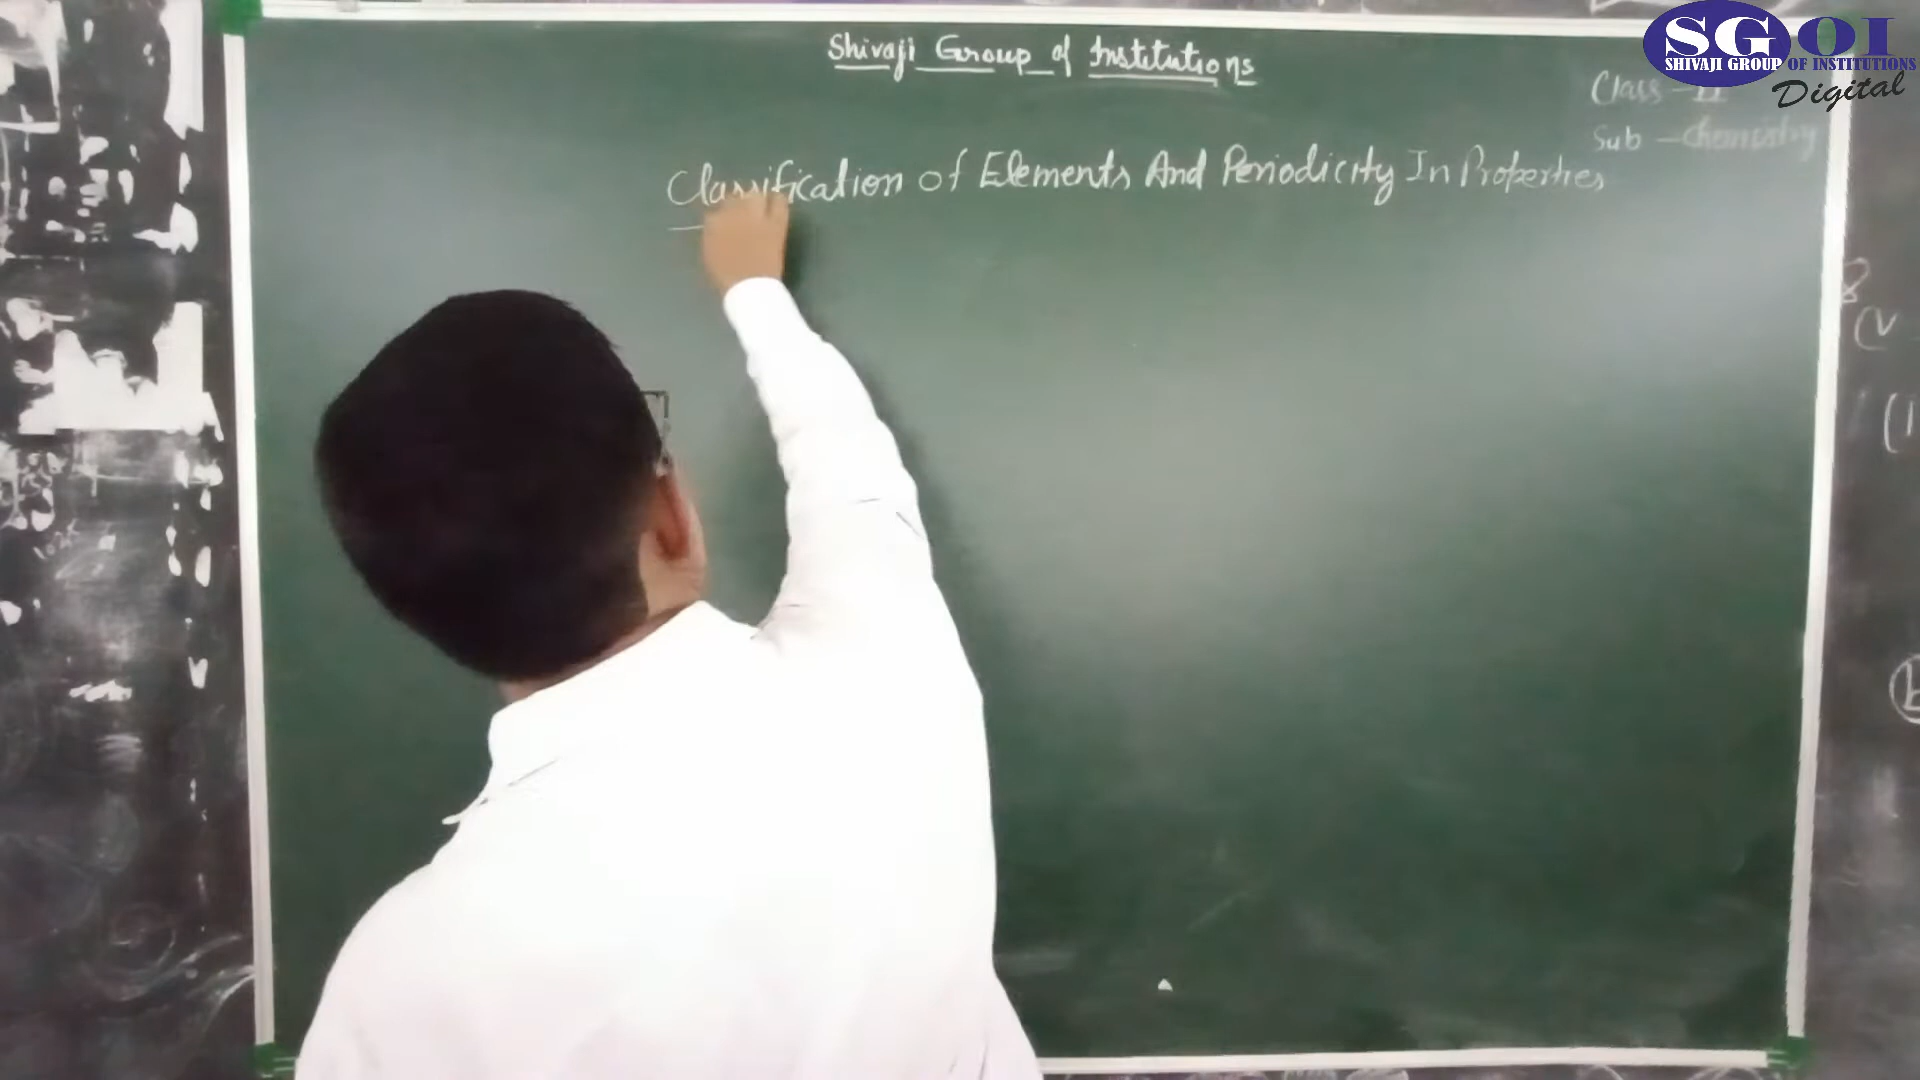 Shivaji Group of Institutions
SGOI
SHIVAJI GROUP OF INSTITUTIONS
Digital
Class - 11
Sub - Chemistry
Classification of Elements And Periodicity In Properties